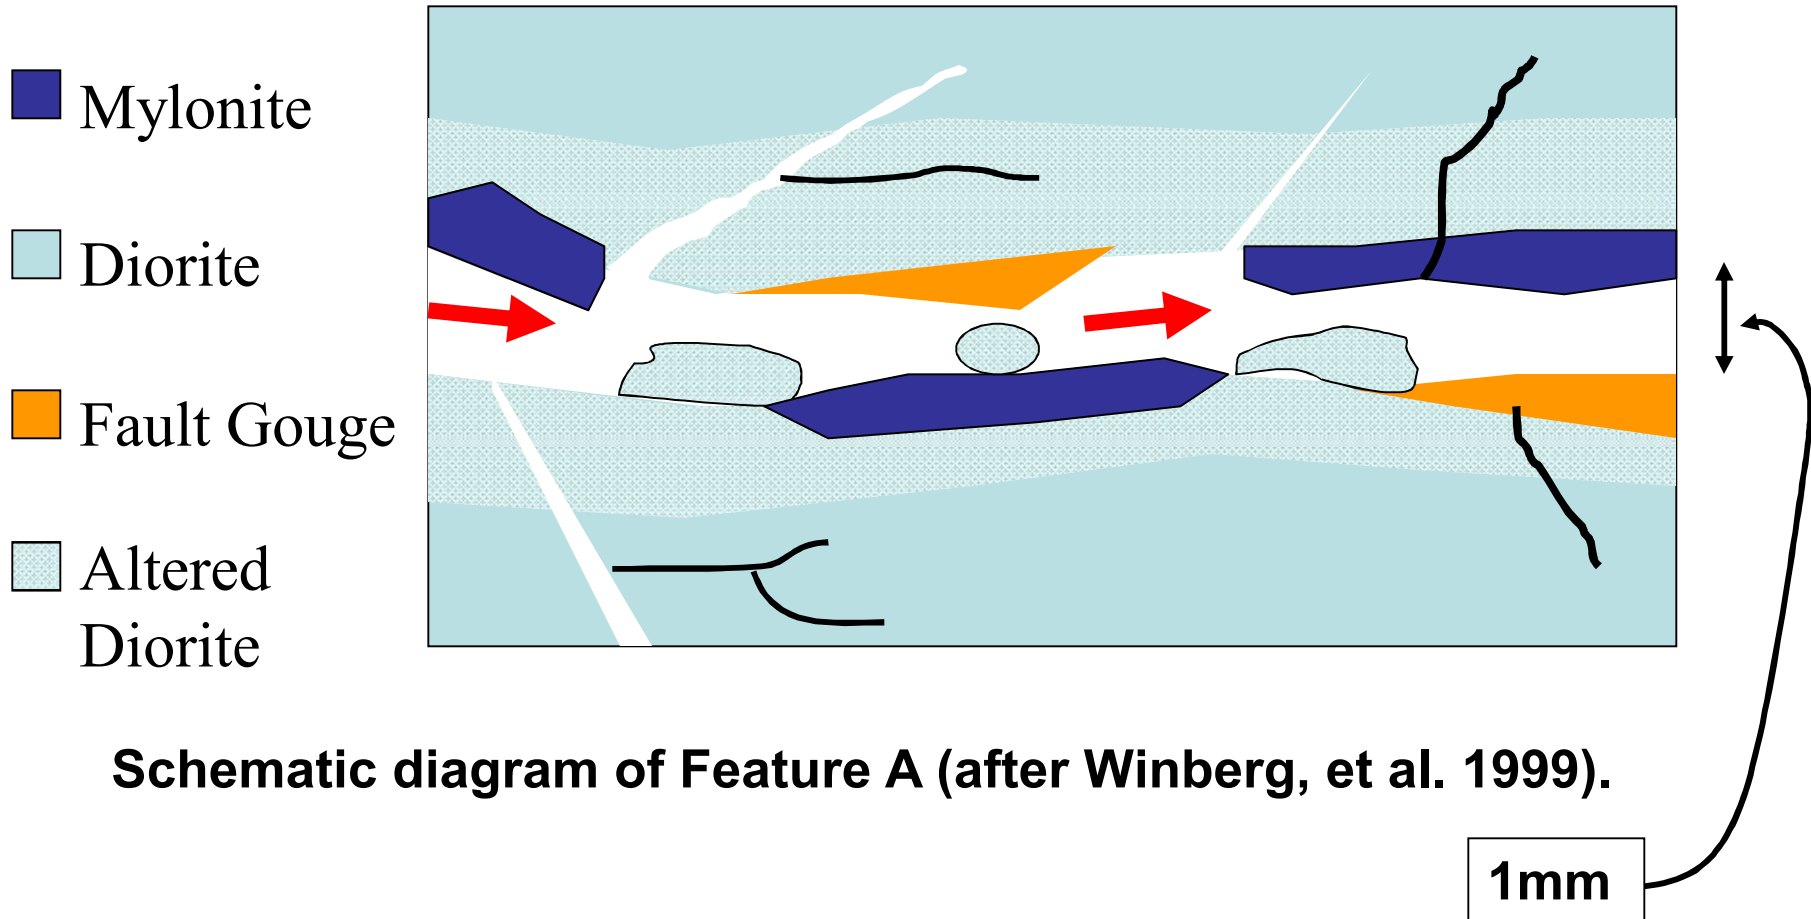 Mylonite
Diorite
Fault Gouge
Altered
Diorite
Schematic diagram of Feature A (after Winberg, et al. 1999).
1mm